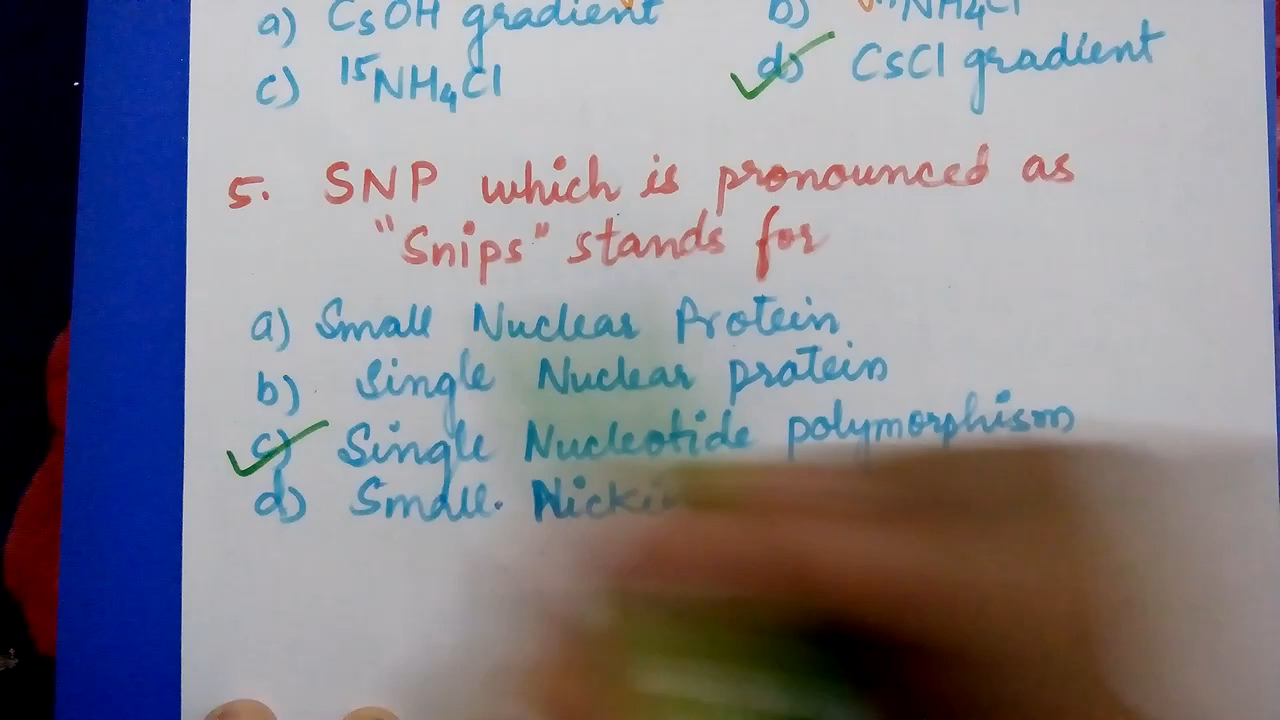 a) CsOH gradient b) NH4Cl
c) 15NH4Cl d) CsCl gradient
5. SNP which is pronounced as
"Snips" stands for
a) Small Nuclear Protein
b) Single Nuclear protein
c) Single Nucleotide polymorphism
d) Small.